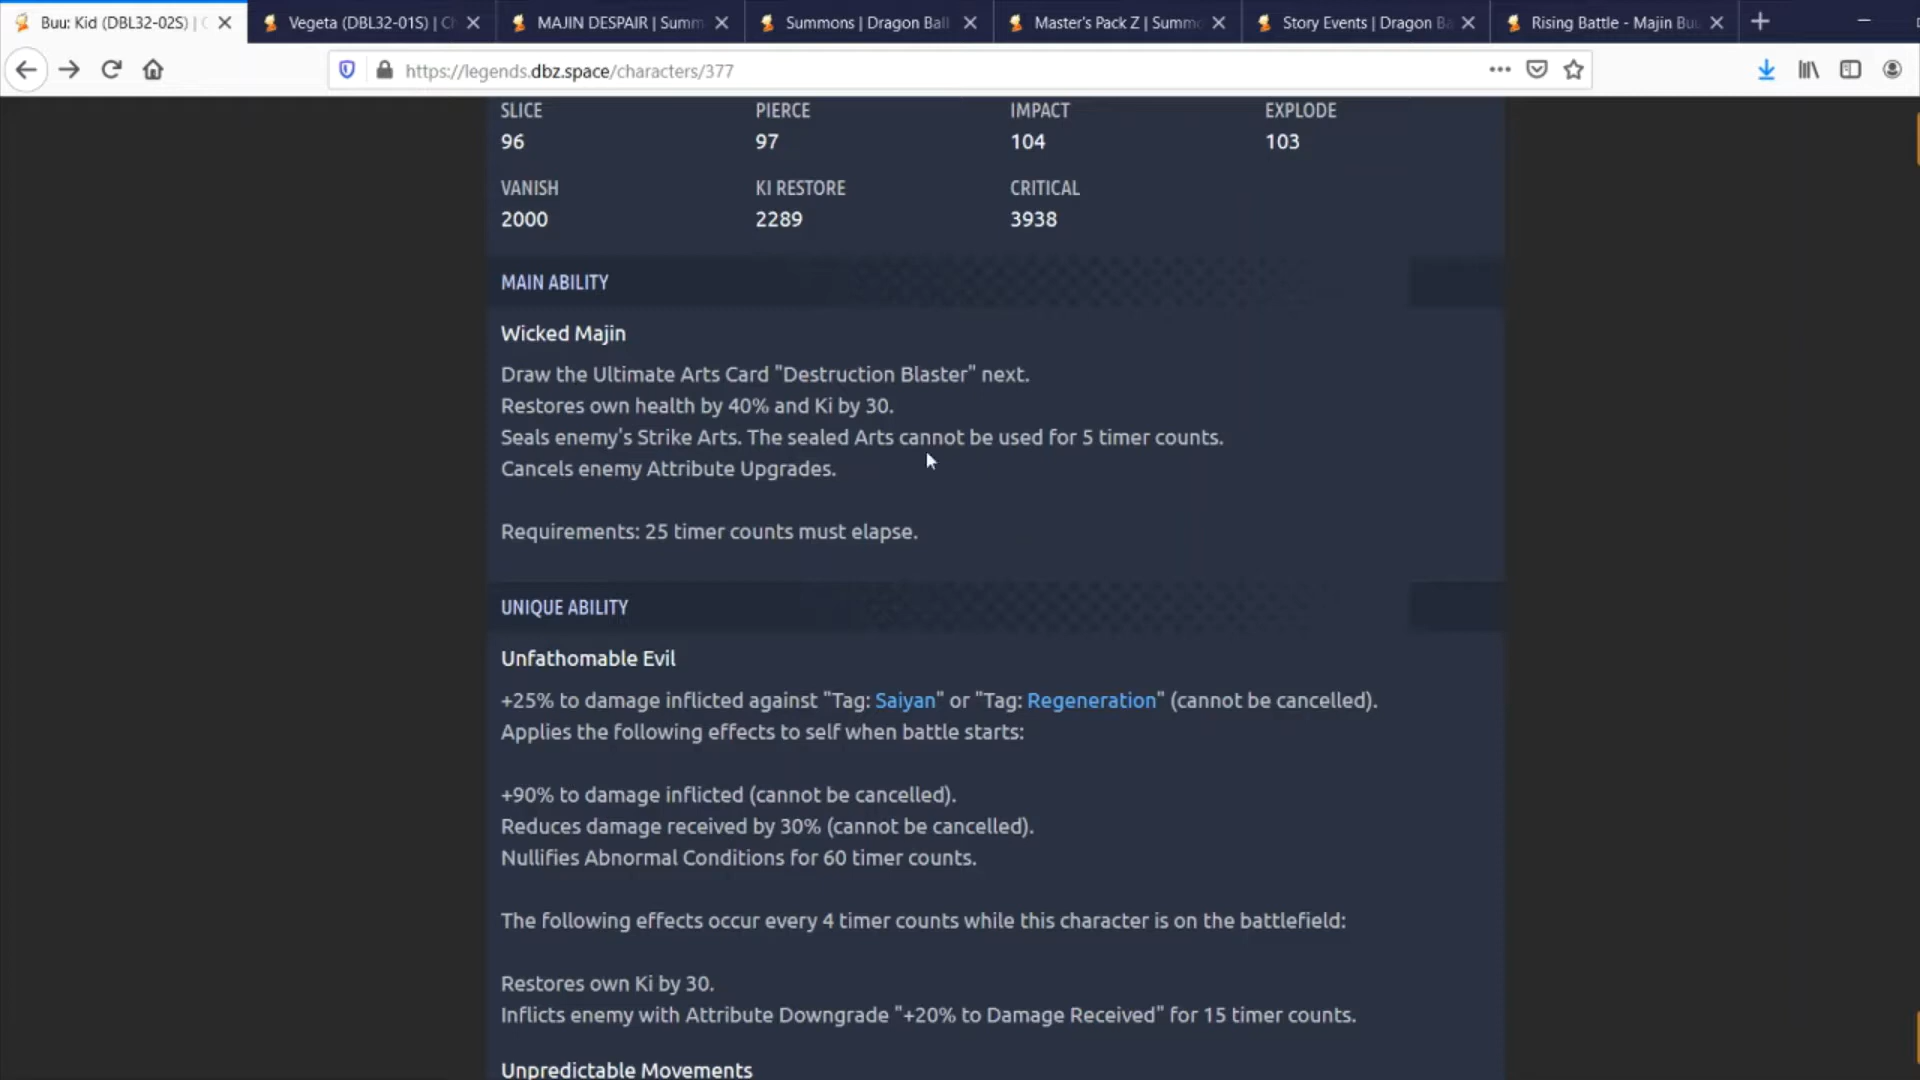 Buu: Kid (DBL32-02S) | C
Vegeta (DBL32-01S) | Ch
MAJIN DESPAIR | Summ
Summons | Dragon Ball
Master's Pack Z | Summo
Story Events | Dragon Ba
Rising Battle - Majin Bu
https://legends.dbz.space/characters/377
SLICE PIERCE IMPACT EXPLODE
96 97 104 103
VANISH KI RESTORE CRITICAL
2000 2289 3938
MAIN ABILITY
Wicked Majin
Draw the Ultimate Arts Card "Destruction Blaster" next.
Restores own health by 40% and Ki by 30.
Seals enemy's Strike Arts. The sealed Arts cannot be used for 5 timer counts.
Cancels enemy Attribute Upgrades.
Requirements: 25 timer counts must elapse.
UNIQUE ABILITY
Unfathomable Evil
+25% to damage inflicted against "Tag: Saiyan" or "Tag: Regeneration" (cannot be cancelled).
Applies the following effects to self when battle starts:
+90% to damage inflicted (cannot be cancelled).
Reduces damage received by 30% (cannot be cancelled).
Nullifies Abnormal Conditions for 60 timer counts.
The following effects occur every 4 timer counts while this character is on the battlefield:
Restores own Ki by 30.
Inflicts enemy with Attribute Downgrade "+20% to Damage Received" for 15 timer counts.
Unpredictable Movements